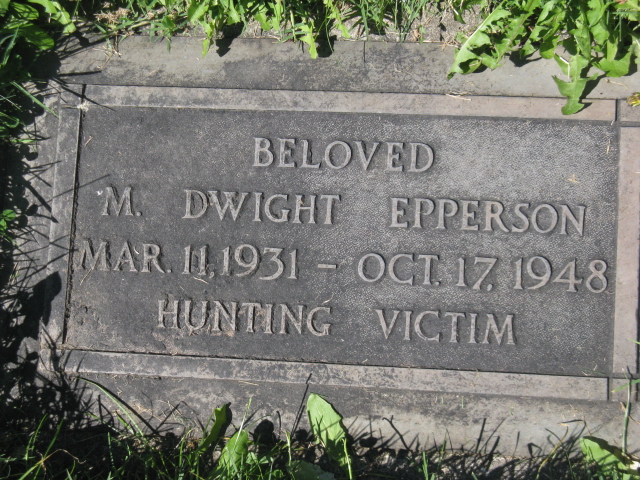 BELOVED
M. DWIGHT EPPERSON
MAR. 11, 1931 – OCT. 17, 1948
HUNTING VICTIM